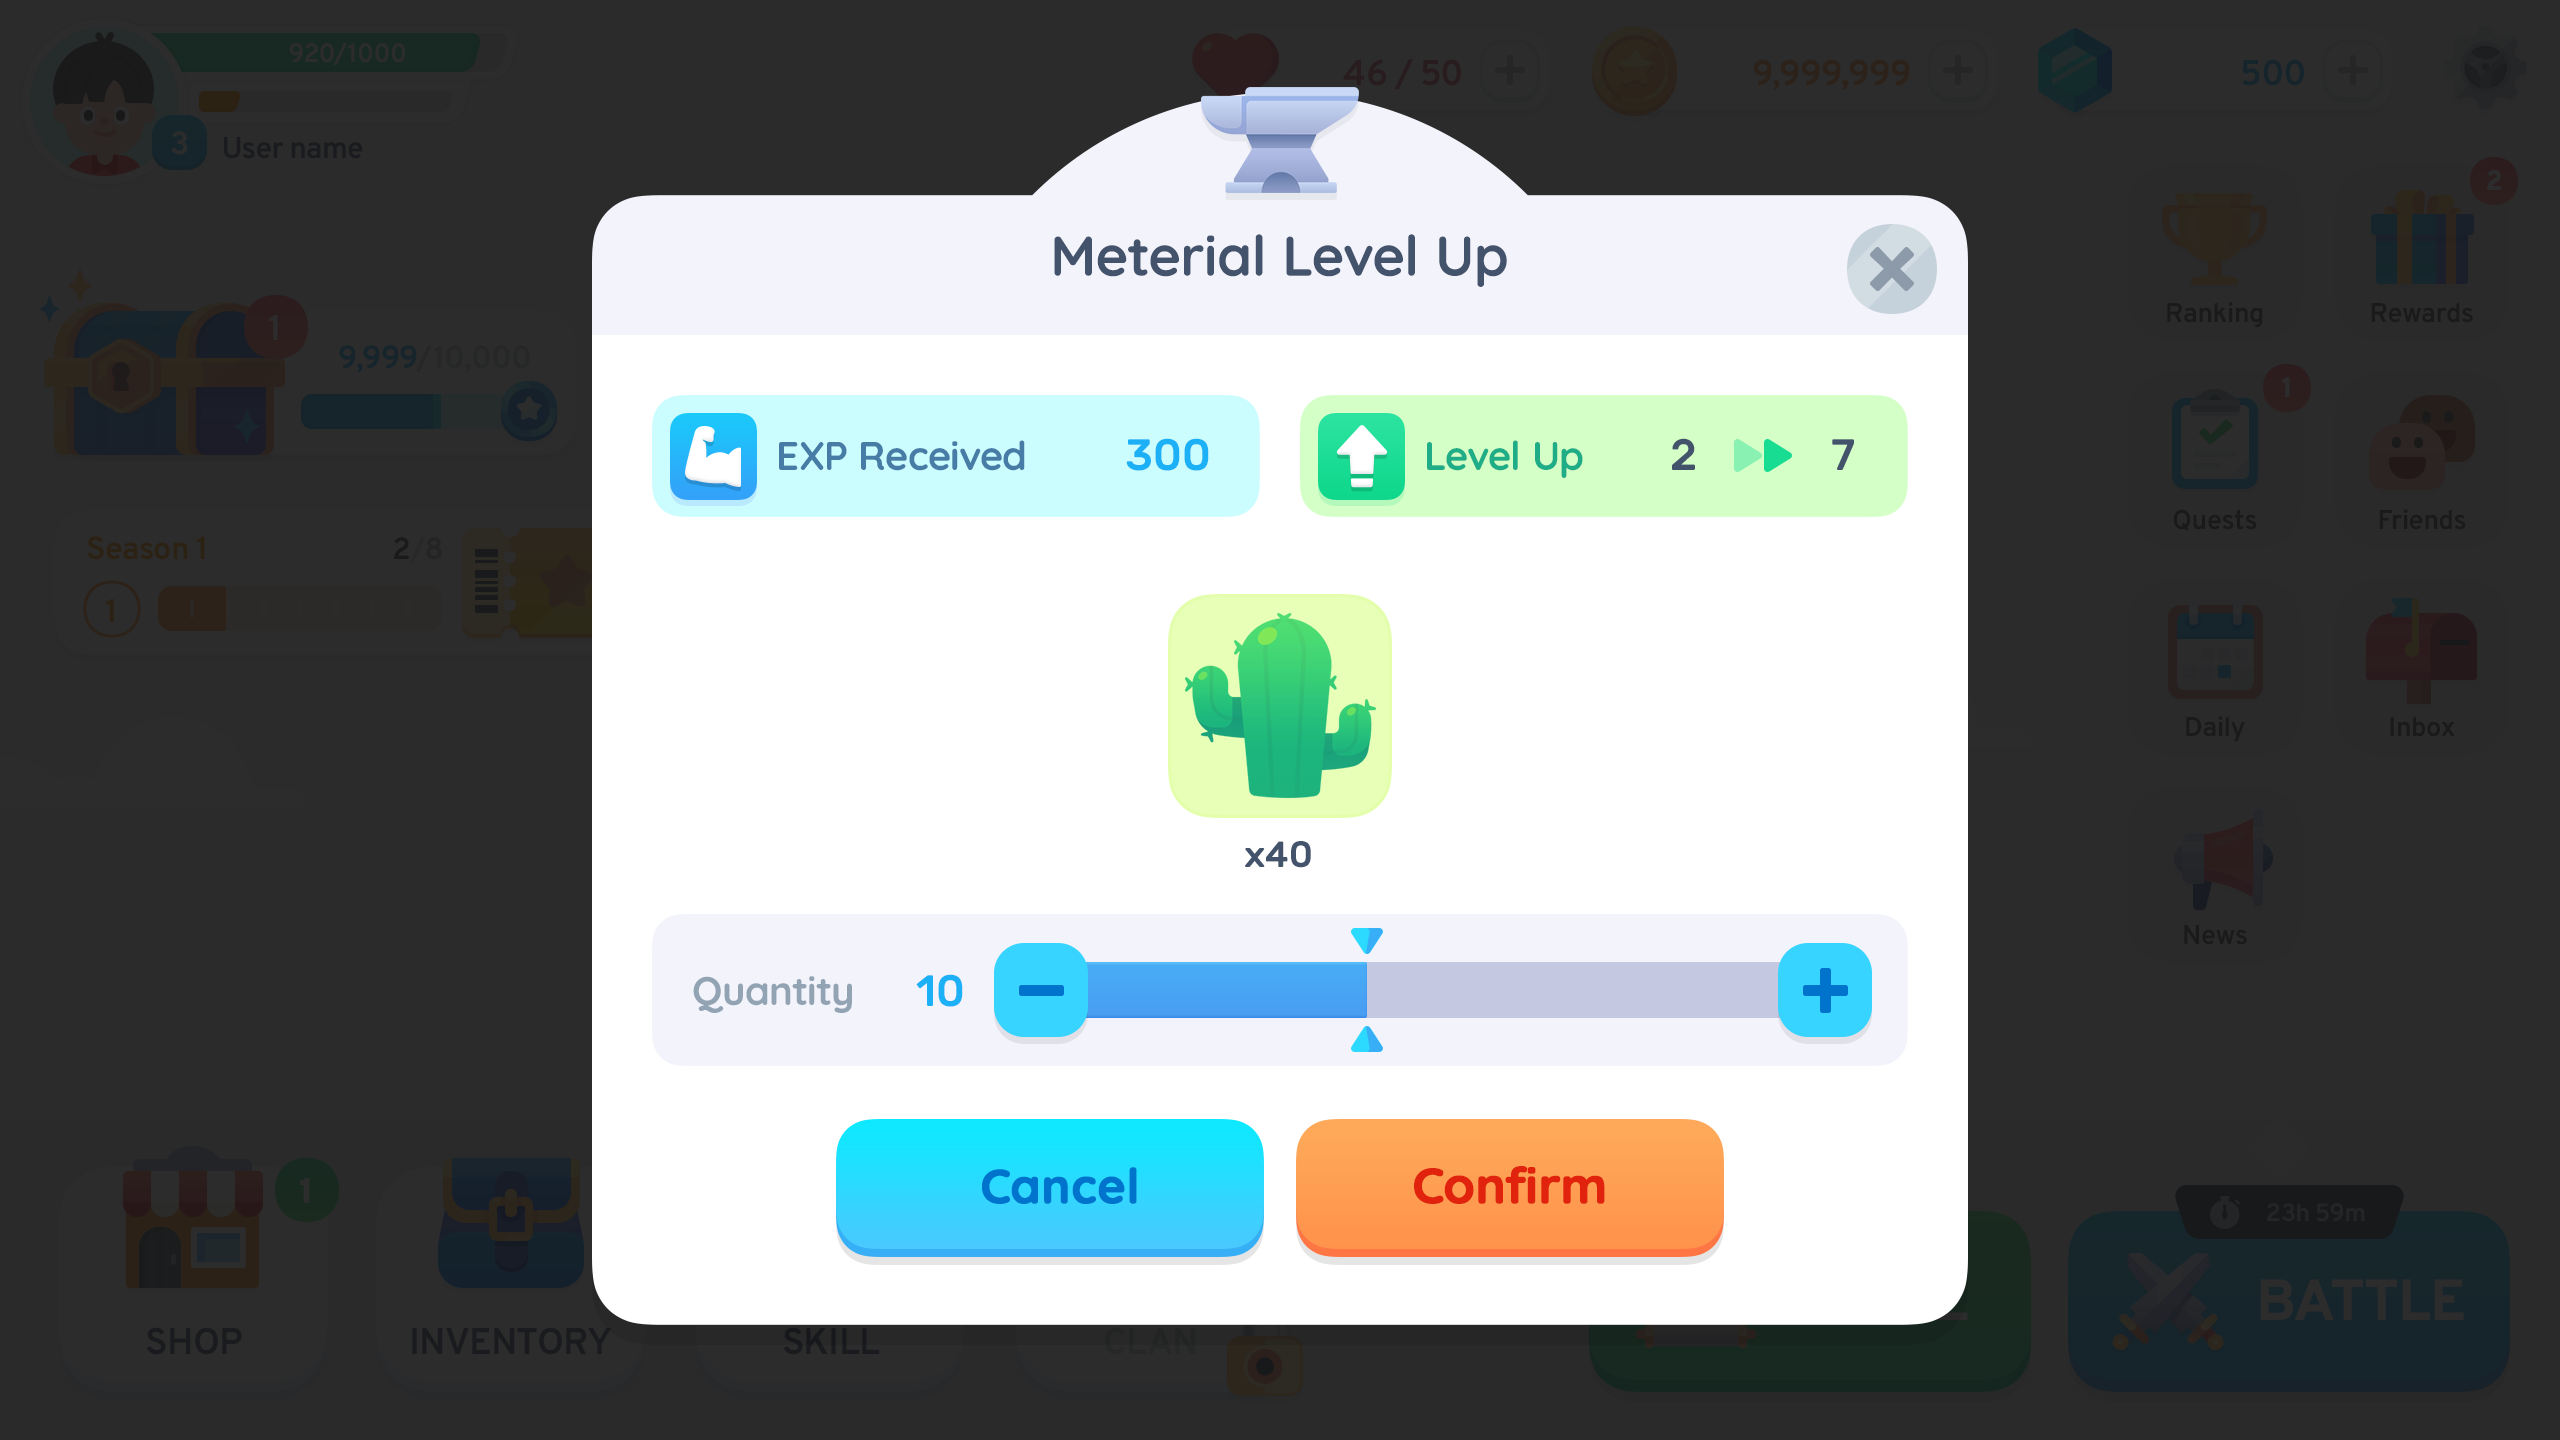 920/1000
3
User name
46 / 50
9,999,999
500
Meterial Level Up
EXP Received 300
Level Up 2 7
x40
Quantity 10
Cancel
Confirm
1
9,999/10,000
Season 1 2/8
1
Ranking
2
Rewards
Quests
1
Friends
Daily
Inbox
News
1
SHOP
INVENTORY
SKILL
CLAN
23h 59m
BATTLE